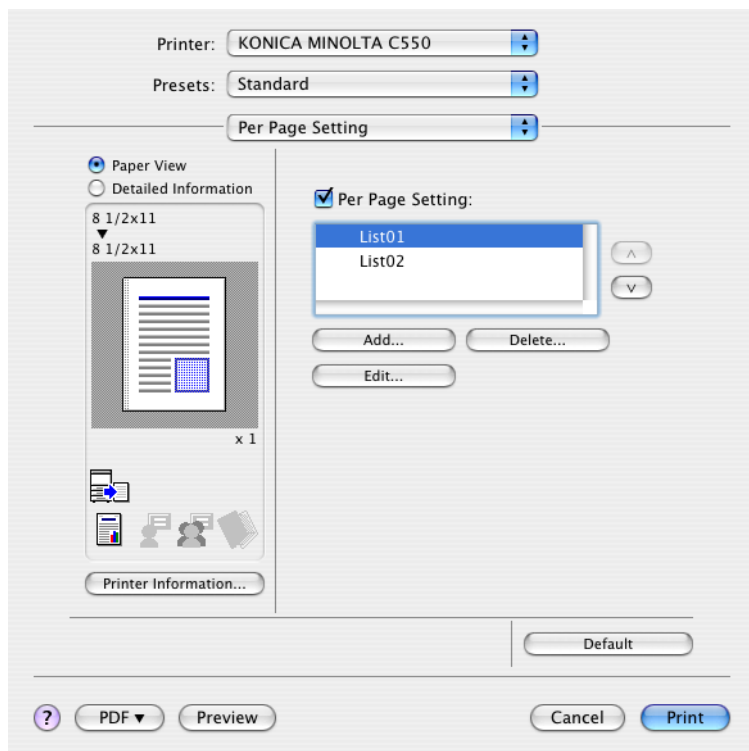 Printer: KONICA MINOLTA C550
Presets: Standard
Per Page Setting
Paper View
Detailed Information
8 1/2x11
▼
8 1/2x11
x 1
Printer Information...
Per Page Setting:
List01
List02
Add... Delete...
Edit...
Default
? PDF ▼ Preview Cancel Print